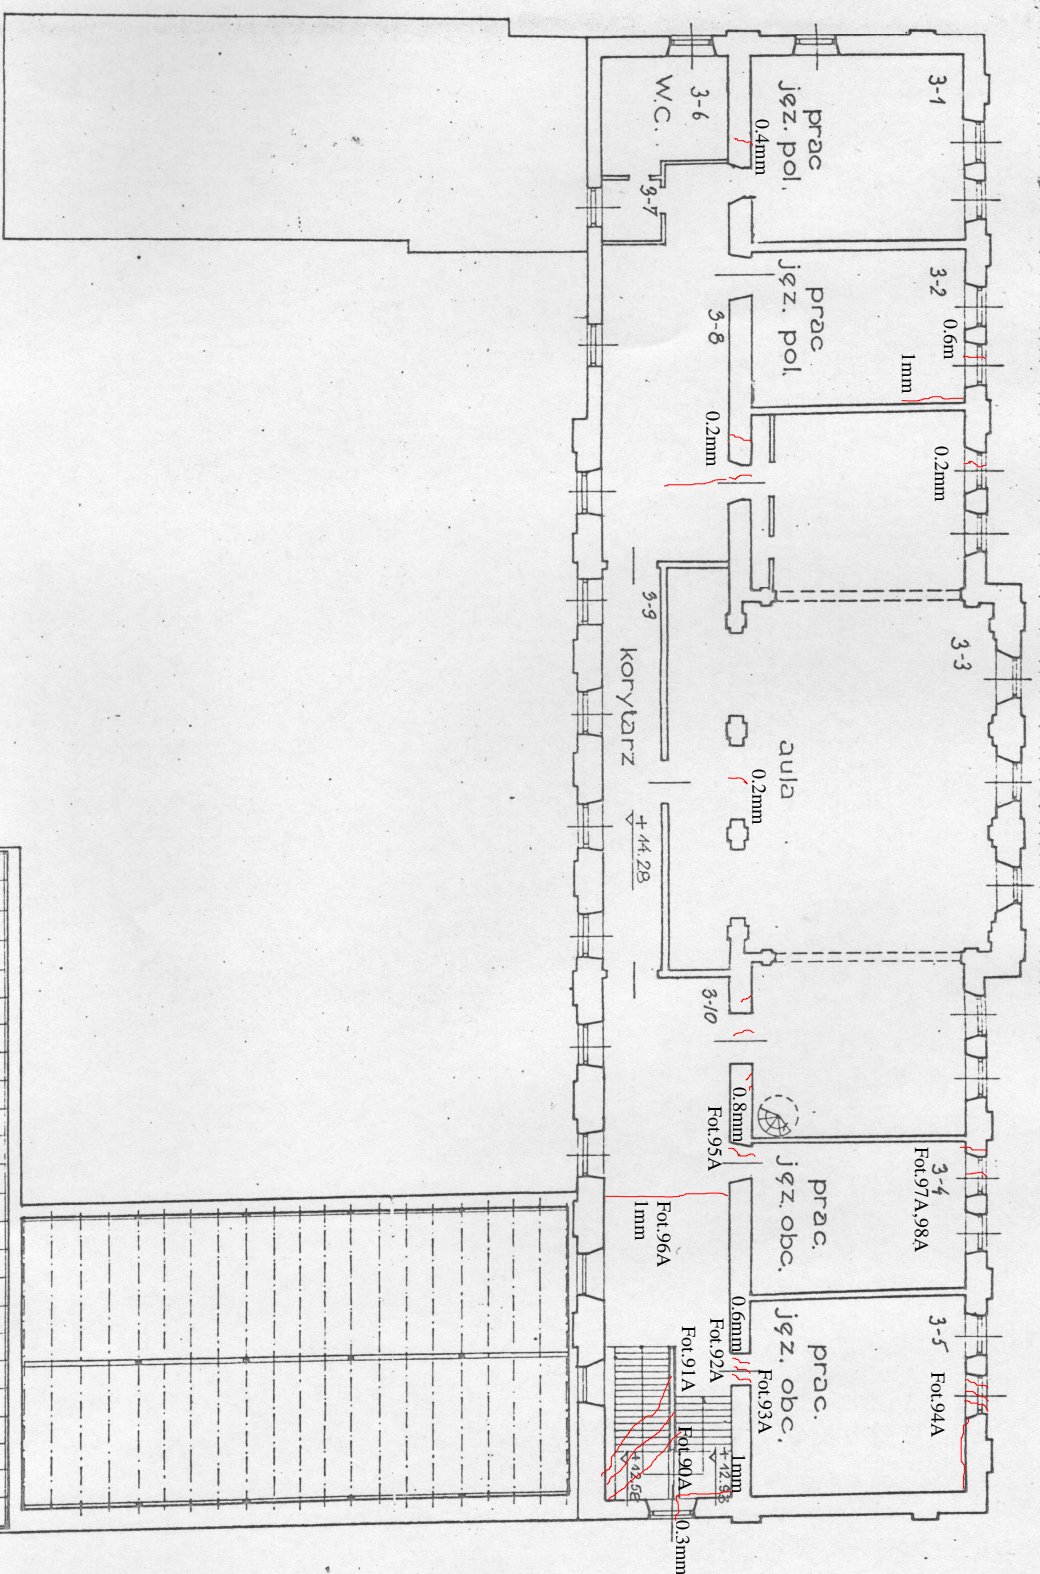 3-1
prac
jęz. pol.
0.4mm
3-6
W.C.
3-7
3-2
prac
jęz. pol.
0.6m
1mm
3-8
0.2mm
0.2mm
3-3
aula
0.2mm
3-9
korytarz
+14.28
3-10
0.8mm
Fot.95A
3-4
Fot.97A,98A
prac.
jęz. obc.
Fot.96A
1mm
3-5
Fot.94A
prac.
jęz. obc.
0.6mm
Fot.92A
Fot.93A
Fot.91A
Fot.90A
1mm
+12.93
+12.58
0.3mm